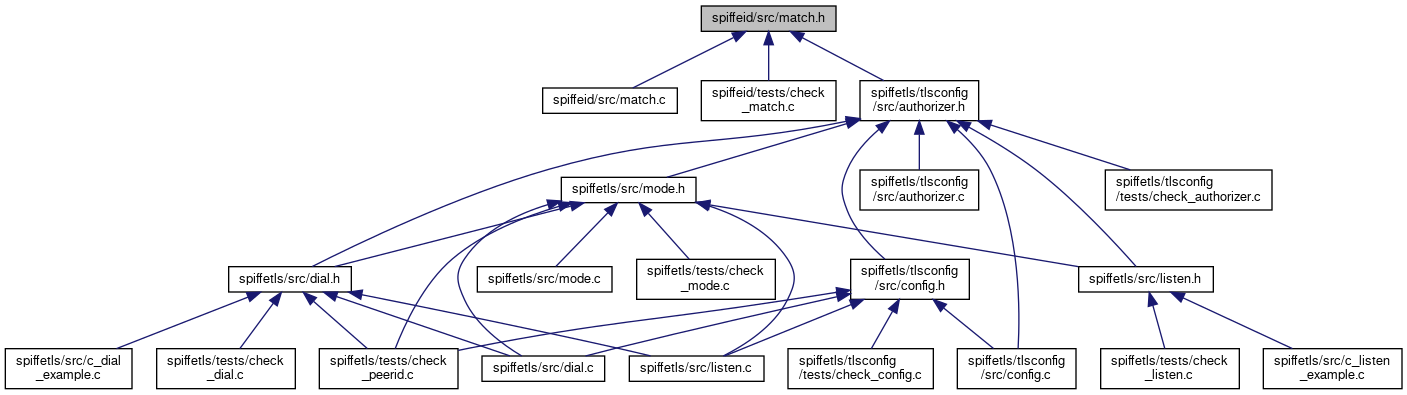 spiffeid/src/match.h
spiffeid/src/match.c
spiffeid/tests/check
_match.c
spiffetls/tlsconfig
/src/authorizer.h
spiffetls/src/mode.h
spiffetls/tlsconfig
/src/authorizer.c
spiffetls/tlsconfig
/tests/check_authorizer.c
spiffetls/src/dial.h
spiffetls/src/mode.c
spiffetls/tests/check
_mode.c
spiffetls/tlsconfig
/src/config.h
spiffetls/src/listen.h
spiffetls/src/c_dial
_example.c
spiffetls/tests/check
_dial.c
spiffetls/tests/check
_peerid.c
spiffetls/src/dial.c
spiffetls/src/listen.c
spiffetls/tlsconfig
/tests/check_config.c
spiffetls/tlsconfig
/src/config.c
spiffetls/tests/check
_listen.c
spiffetls/src/c_listen
_example.c